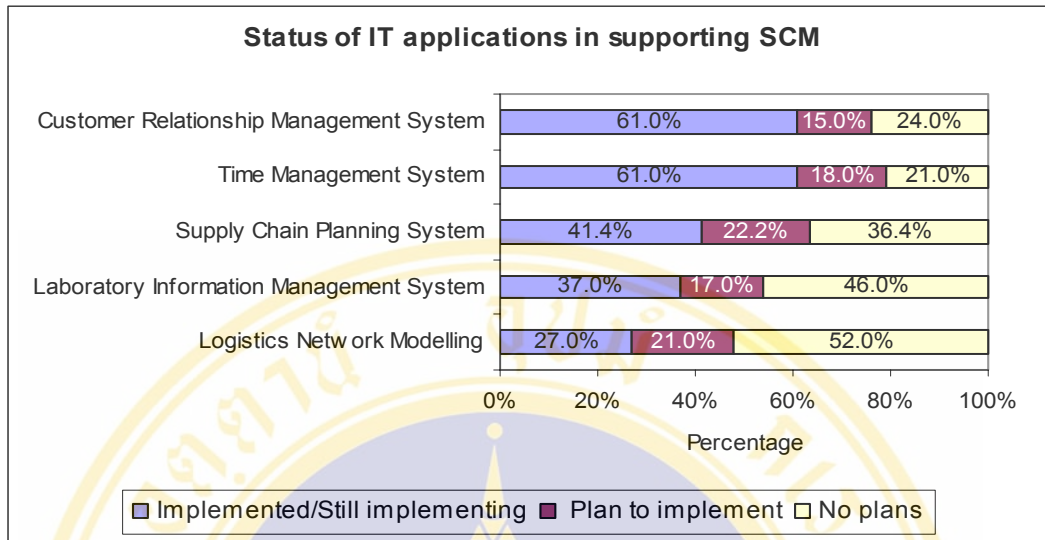 Status of IT applications in supporting SCM
Customer Relationship Management System 61.0% 15.0% 24.0%
Time Management System 61.0% 18.0% 21.0%
Supply Chain Planning System 41.4% 22.2% 36.4%
Laboratory Information Management System 37.0% 17.0% 46.0%
Logistics Network Modelling 27.0% 21.0% 52.0%
0% 20% 40% 60% 80% 100%
Percentage
Implemented/Still implementing Plan to implement No plans